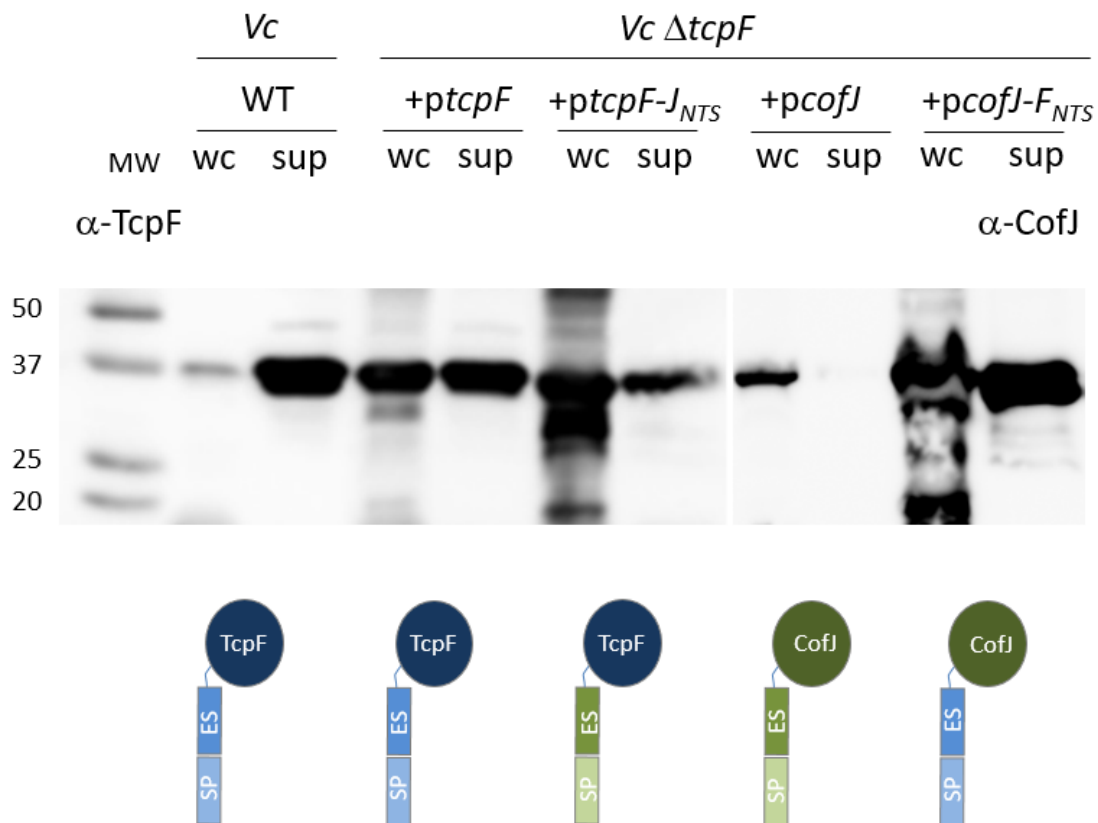 Vc Vc ΔtcpF
WT +ptcpF +ptcpF-J_NTS +pcofJ +pcofJ-F_NTS
MW wc sup wc sup wc sup wc sup wc sup
α-TcpF α-CofJ
50
37
25
20
TcpF TcpF TcpF CofJ CofJ
ES ES ES ES ES
SP SP SP SP SP